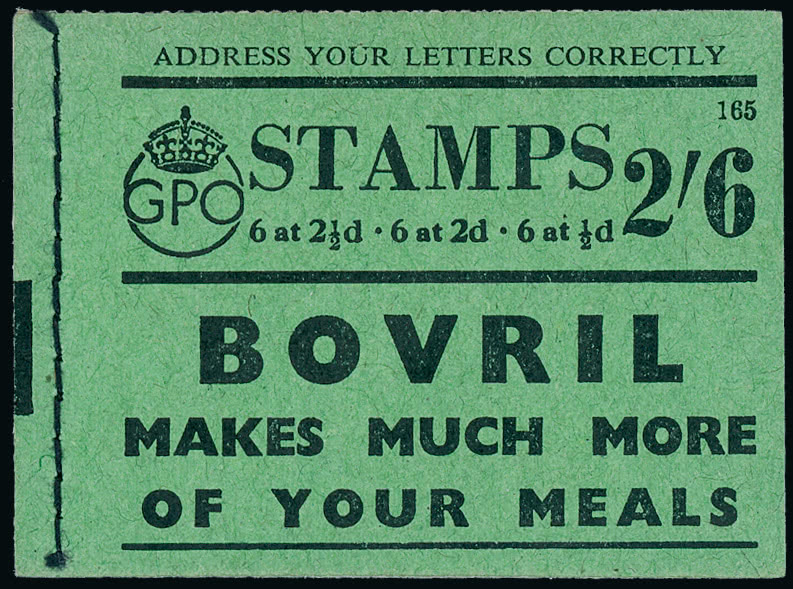 ADDRESS YOUR LETTERS CORRECTLY
165
GPO
STAMPS 2/6
6 at 2½d · 6 at 2d · 6 at ½d
BOVRIL
MAKES MUCH MORE
OF YOUR MEALS